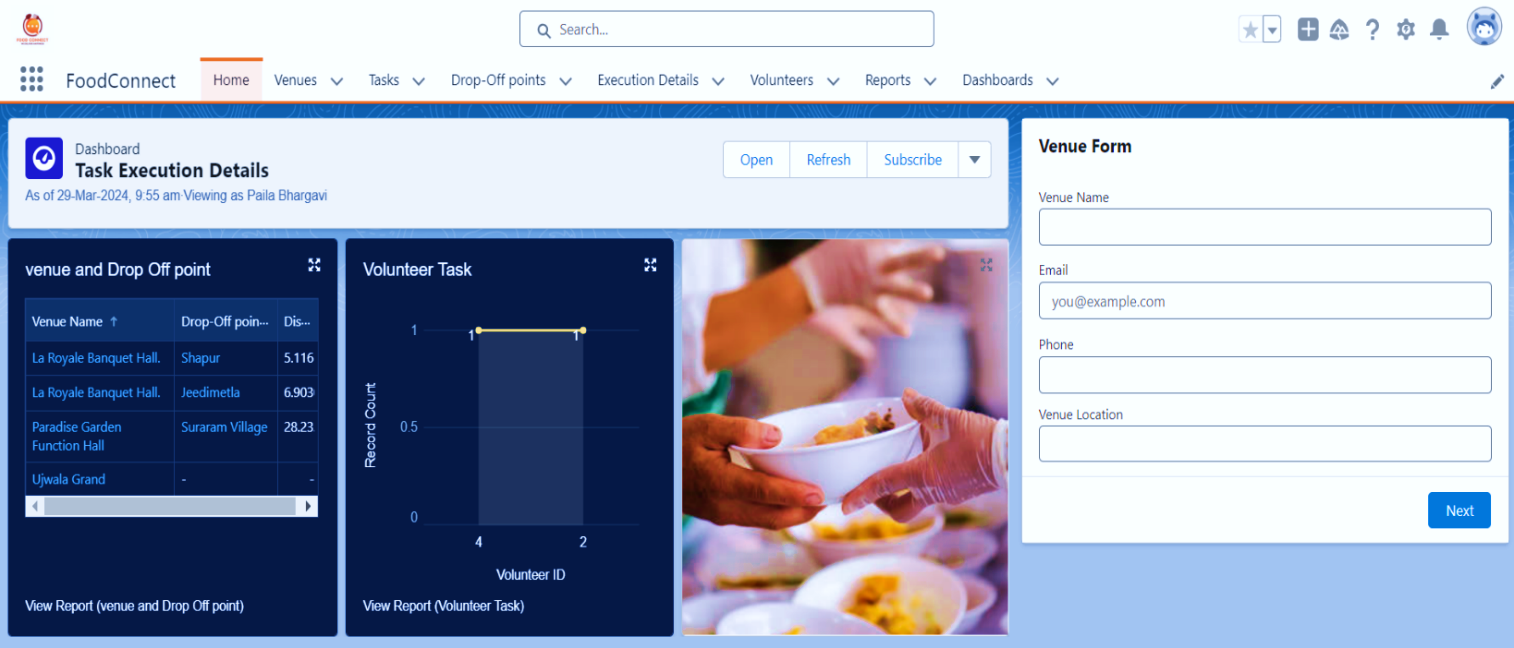 FOOD CONNECT
Search...
FoodConnect
Home
Venues
Tasks
Drop-Off points
Execution Details
Volunteers
Reports
Dashboards
Dashboard
Task Execution Details
As of 29-Mar-2024, 9:55 am·Viewing as Paila Bhargavi
Open
Refresh
Subscribe
venue and Drop Off point
Venue Name ↑ Drop-Off poin... Dis...
La Royale Banquet Hall. Shapur 5.116
La Royale Banquet Hall. Jeedimetla 6.903
Paradise Garden Suraram Village 28.23
Function Hall
Ujwala Grand - -
View Report (venue and Drop Off point)
Volunteer Task
1
1 1
0.5
0
Record Count
4 2
Volunteer ID
View Report (Volunteer Task)
Venue Form
Venue Name
Email
you@example.com
Phone
Venue Location
Next